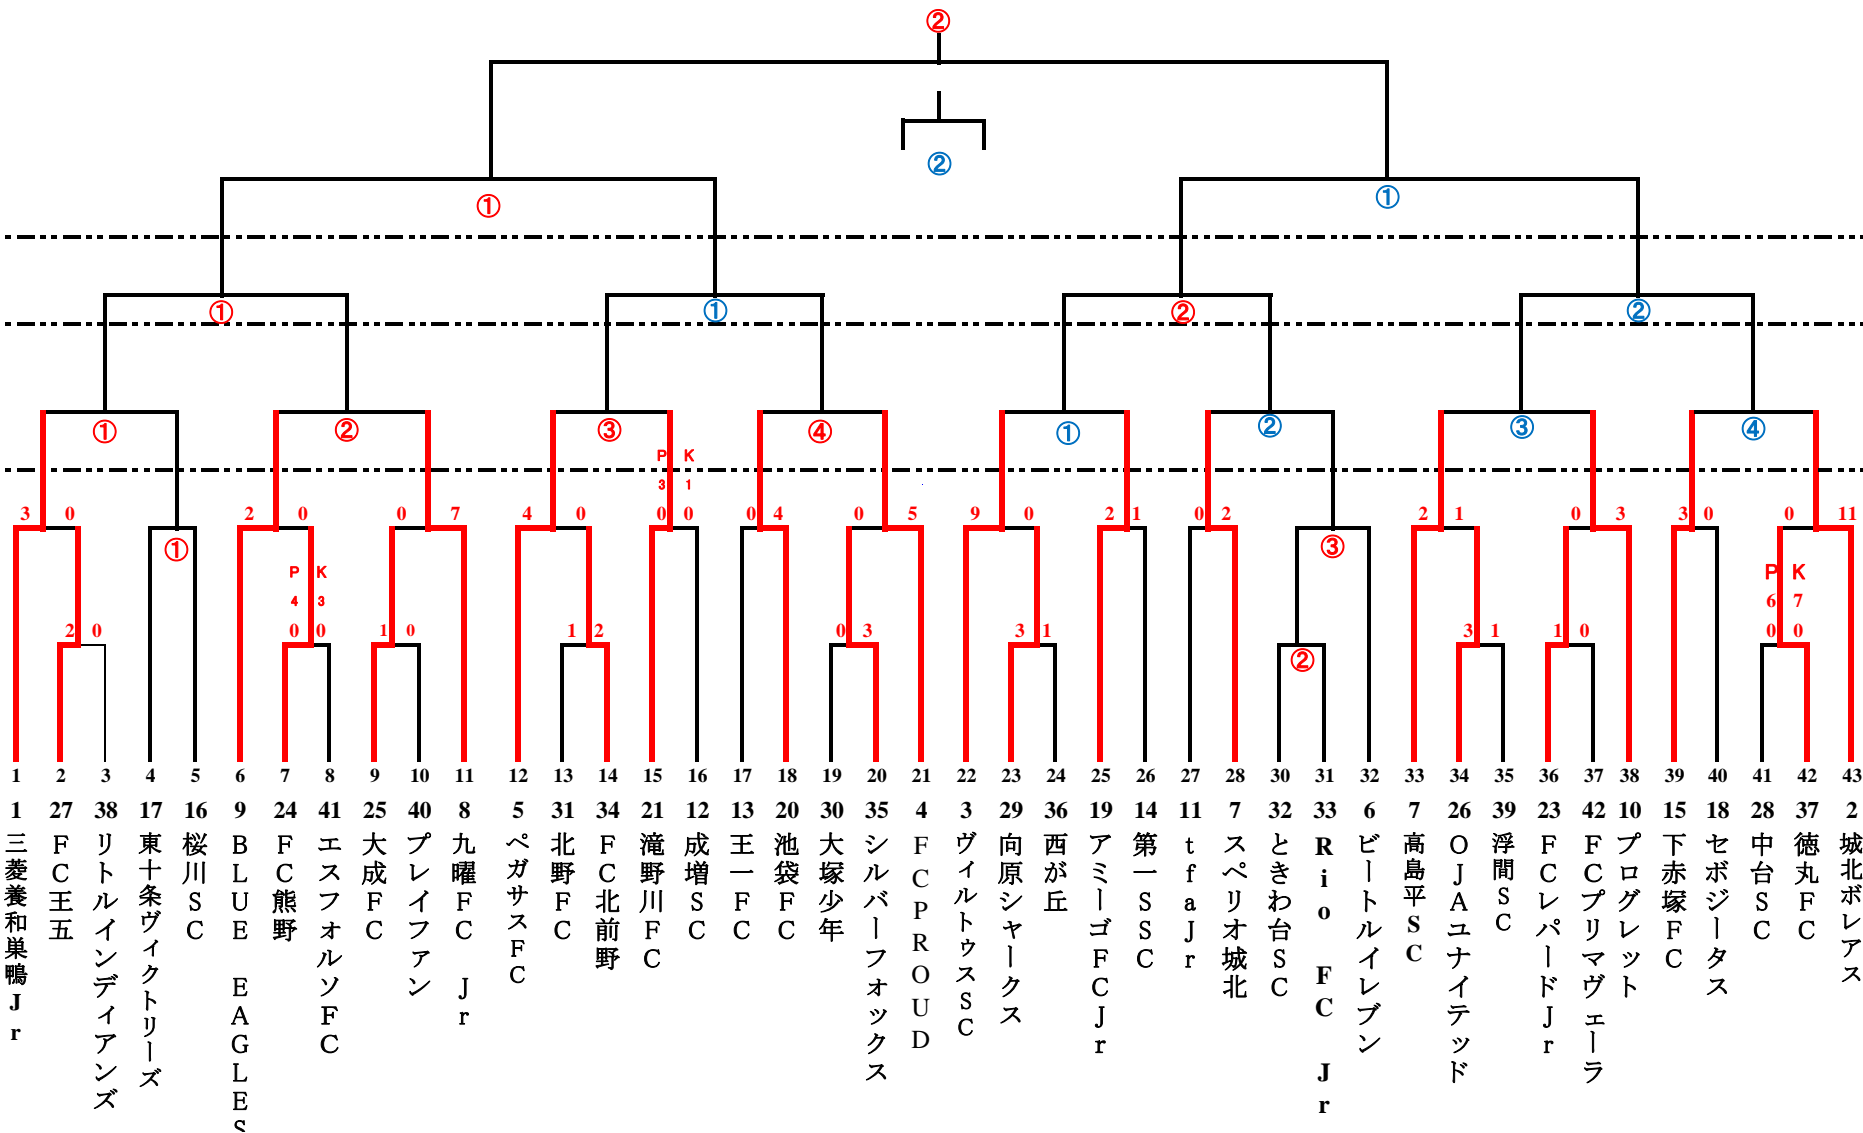 ②
②
① ①
① ① ② ②
① ② ③ ④ ① ② ③ ④
P K
3 1
3 0 2 0 0 7 4 0 0 0 0 4 0 5 9 0 2 1 0 2 2 1 0 3 3 0 0 11
① ③
P K P K
4 3 6 7
2 0 0 0 1 0 1 2 0 3 3 1 3 1 1 0 0 0
②
1 2 3 4 5 6 7 8 9 10 11 12 13 14 15 16 17 18 19 20 21 22 23 24 25 26 27 28 30 31 32 33 34 35 36 37 38 39 40 41 42 43
1 27 38 17 16 9 24 41 25 40 8 5 31 34 21 12 13 20 30 35 4 3 29 36 19 14 11 7 32 33 6 7 26 39 23 42 10 15 18 28 37 2
三菱養和巣鴨Jr
FC王五
リトルインディアンズ
東十条ヴィクトリーズ
桜川SC
BLUE EAGLES
FC熊野
エスフォルソFC
大成FC
プレイファン
九曜FC Jr
ペガサスFC
北野FC
FC北前野
滝野川FC
成増SC
王一FC
池袋FC
大塚少年
シルバーフォックス
FCPROUD
ヴィルトゥスSC
向原シャークス
西が丘
アミーゴFCJr
第一SSC
tfaJr
スペリオ城北
ときわ台SC
Rio FC Jr
ビートルイレブン
高島平SC
OJAユナイテッド
浮間SC
FCレパードJr
FCプリマヴェーラ
プログレット
下赤塚FC
セボジータス
中台SC
徳丸FC
城北ボレアス